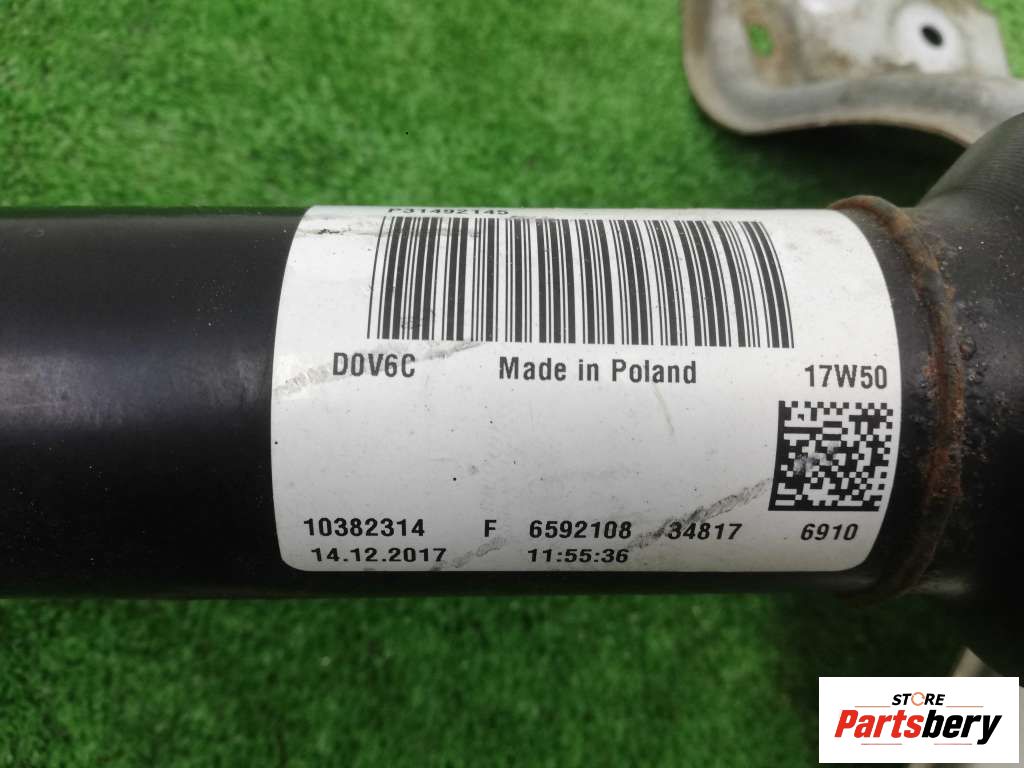 P31492145
D0V6C Made in Poland 17W50
10382314 F 6592108 34817 6910
14.12.2017 11:55:36
STORE
Partsbery